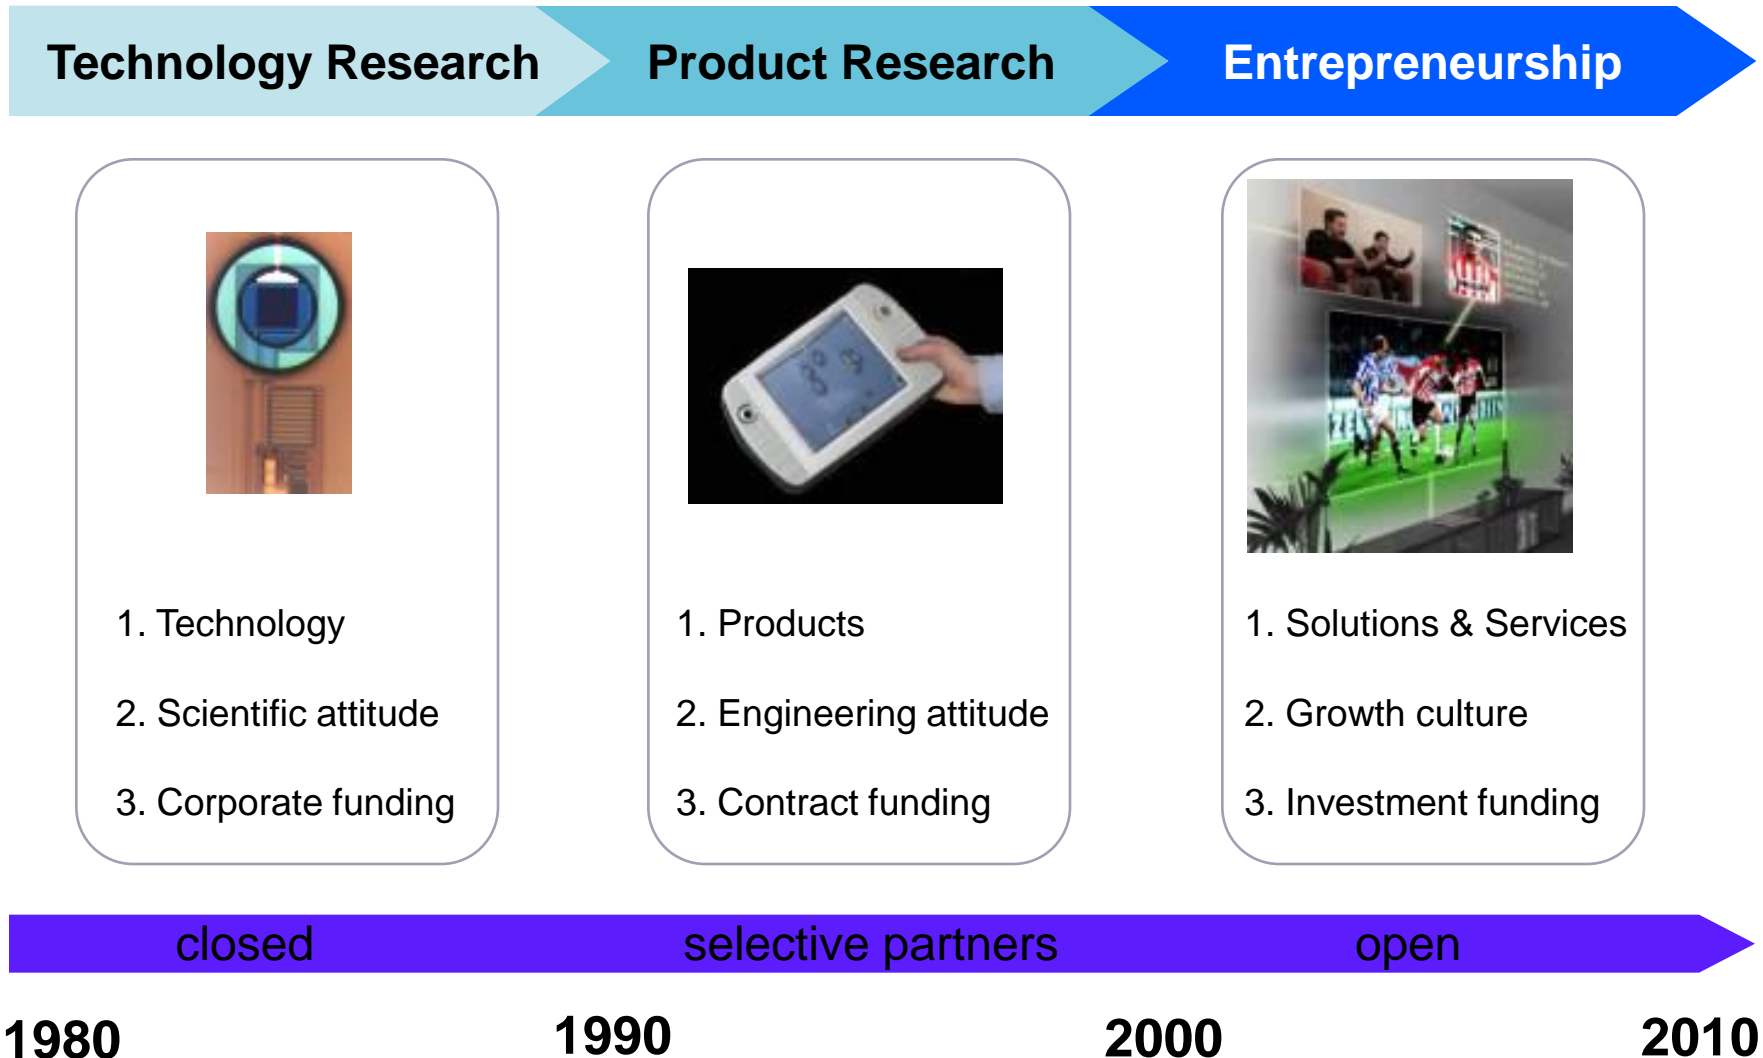 Technology Research
Product Research
Entrepreneurship
1. Technology
2. Scientific attitude
3. Corporate funding
1. Products
2. Engineering attitude
3. Contract funding
1. Solutions & Services
2. Growth culture
3. Investment funding
closed
selective partners
open
1980
1990
2000
2010